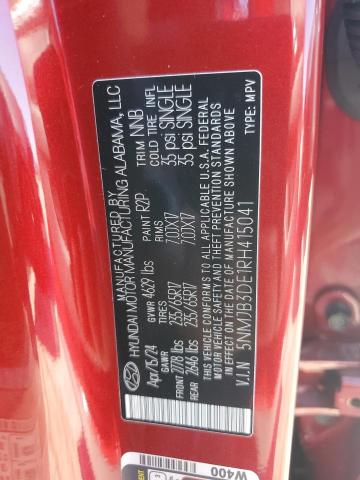 MANUFACTURED BY
HYUNDAI MOTOR MANUFACTURING ALABAMA, LLC
Apr/15/24 GVWR 4629 lbs PAINT R2P TRIM NNB
GAWR TIRES RIMS COLD TIRE INFL
FRONT 2778 lbs 235/65R17 7.0JX17 35 psi SINGLE
REAR 2646 lbs 235/65R17 7.0JX17 35 psi SINGLE
THIS VEHICLE CONFORMS TO ALL APPLICABLE U.S.A. FEDERAL
MOTOR VEHICLE SAFETY, BUMPER,
AND THEFT PREVENTION STANDARDS IN EFFECT
ON THE DATE OF MANUFACTURE SHOWN ABOVE.
V.I.N 5NMJB3DE1RH415041 TYPE: MPV
W400